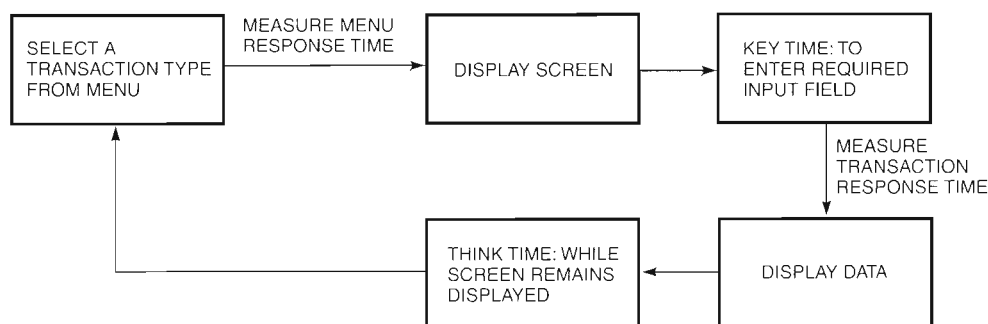 SELECT A
TRANSACTION TYPE
FROM MENU
MEASURE MENU
RESPONSE TIME
DISPLAY SCREEN
KEY TIME: TO
ENTER REQUIRED
INPUT FIELD
MEASURE
TRANSACTION
RESPONSE TIME
DISPLAY DATA
THINK TIME: WHILE
SCREEN REMAINS
DISPLAYED